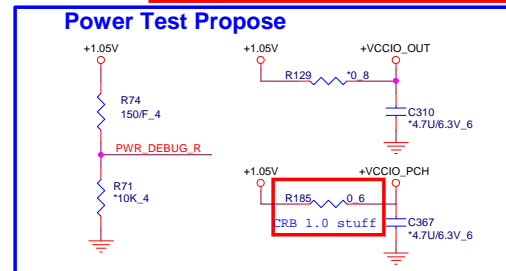 Power Test Propose
+1.05V
R74
150/F_4
PWR_DEBUG_R
R71
*10K_4
+1.05V
+VCCIO_OUT
R129
*0_8
C310
*4.7U/6.3V_6
+1.05V
+VCCIO_PCH
R185
0_6
CRB 1.0 stuff
C367
*4.7U/6.3V_6